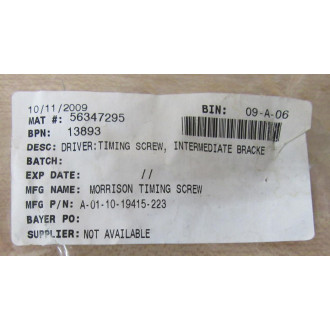 10/11/2009 BIN: 09-A-06
MAT #: 56347295
BPN: 13893
DESC: DRIVER:TIMING SCREW, INTERMEDIATE BRACKE
BATCH:
EXP DATE: //
MFG NAME: MORRISON TIMING SCREW
MFG P/N: A-01-10-19415-223
BAYER PO:
SUPPLIER: NOT AVAILABLE